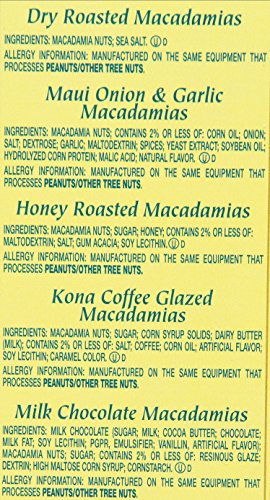 Dry Roasted Macadamias
INGREDIENTS: MACADAMIA NUTS; SEA SALT. Ⓤ D
ALLERGY INFORMATION: MANUFACTURED ON THE SAME EQUIPMENT THAT
PROCESSES PEANUTS/OTHER TREE NUTS.
Maui Onion & Garlic
Macadamias
INGREDIENTS: MACADAMIA NUTS; CONTAINS 2% OR LESS OF: CORN OIL; ONION;
SALT; DEXTROSE; GARLIC; MALTODEXTRIN; SPICES; YEAST EXTRACT; SOYBEAN OIL;
HYDROLYZED CORN PROTEIN; MALIC ACID; NATURAL FLAVOR. Ⓤ D
ALLERGY INFORMATION: MANUFACTURED ON THE SAME EQUIPMENT THAT
PROCESSES PEANUTS/OTHER TREE NUTS.
Honey Roasted Macadamias
INGREDIENTS: MACADAMIA NUTS; SUGAR; HONEY; CONTAINS 2% OR LESS OF:
MALTODEXTRIN; SALT; GUM ACACIA; SOY LECITHIN. Ⓤ D
ALLERGY INFORMATION: MANUFACTURED ON THE SAME EQUIPMENT THAT
PROCESSES PEANUTS/OTHER TREE NUTS.
Kona Coffee Glazed
Macadamias
INGREDIENTS: MACADAMIA NUTS; SUGAR; CORN SYRUP SOLIDS; DAIRY BUTTER
(MILK); CONTAINS 2% OR LESS OF: SALT; COFFEE; CORN OIL; ARTIFICIAL FLAVOR;
SOY LECITHIN; CARAMEL COLOR. Ⓤ D
ALLERGY INFORMATION: MANUFACTURED ON THE SAME EQUIPMENT THAT
PROCESSES PEANUTS/OTHER TREE NUTS.
Milk Chocolate Macadamias
INGREDIENTS: MILK CHOCOLATE (SUGAR; MILK; COCOA BUTTER; CHOCOLATE;
MILK FAT; SOY LECITHIN; PGPR, EMULSIFIER; VANILLIN, ARTIFICIAL FLAVOR);
MACADAMIA NUTS; SUGAR; CONTAINS 2% OR LESS OF: RESINOUS GLAZE;
DEXTRIN; HIGH MALTOSE CORN SYRUP; CORNSTARCH. Ⓤ D
ALLERGY INFORMATION: MANUFACTURED ON THE SAME EQUIPMENT THAT
PROCESSES PEANUTS/OTHER TREE NUTS.